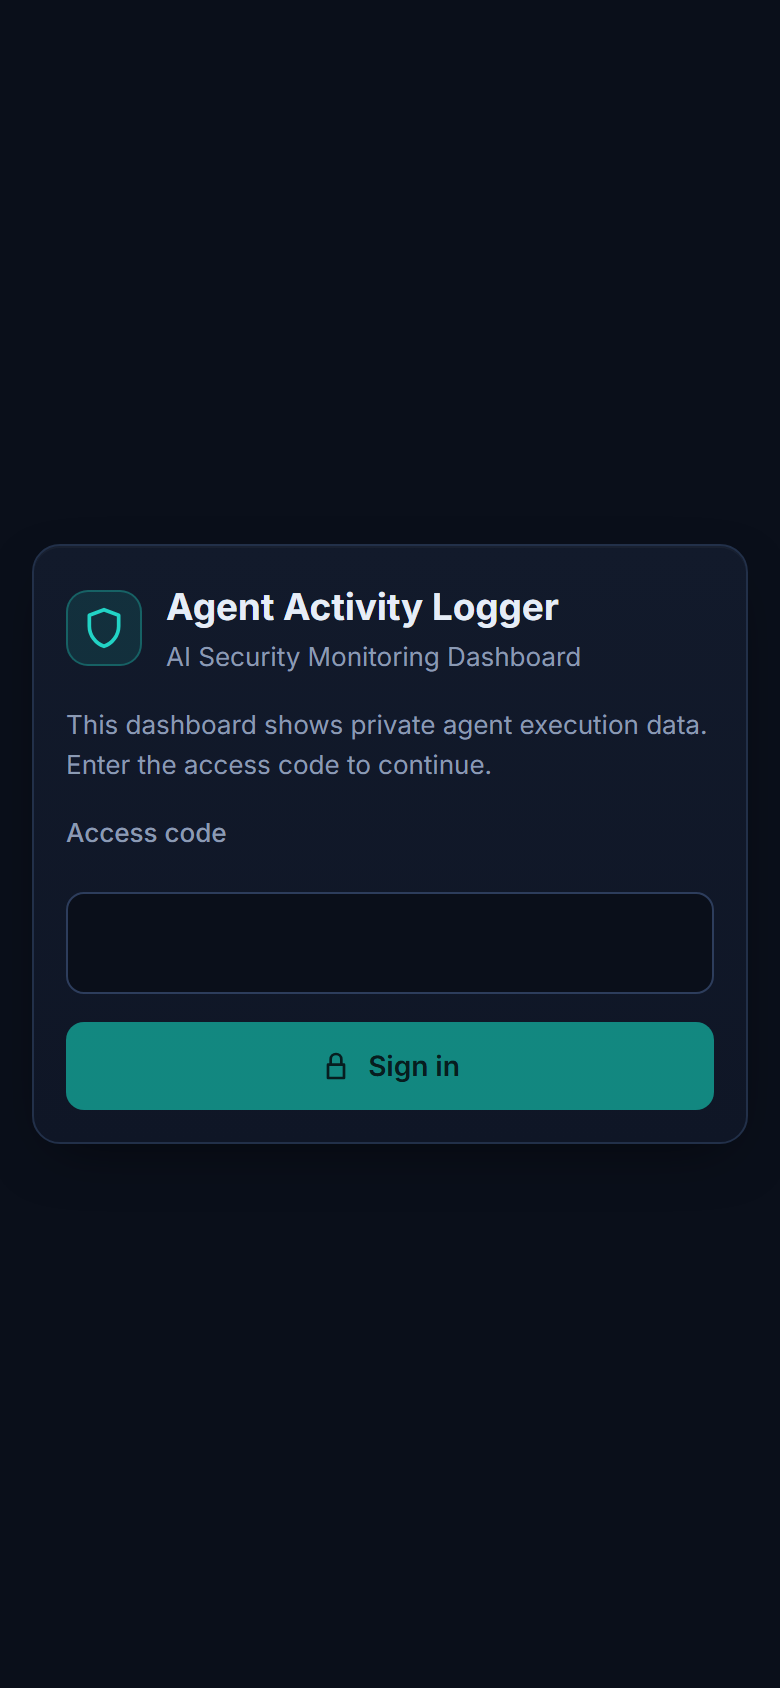 Agent Activity Logger
AI Security Monitoring Dashboard
This dashboard shows private agent execution data.
Enter the access code to continue.
Access code
Sign in